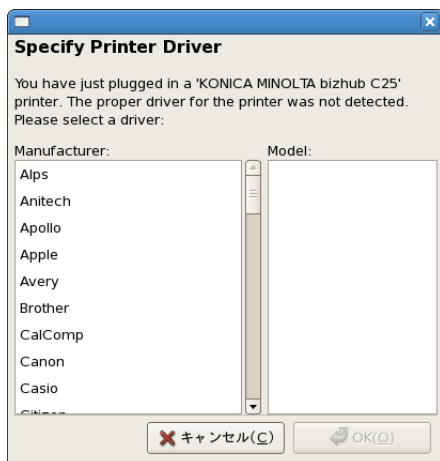 Specify Printer Driver
You have just plugged in a 'KONICA MINOLTA bizhub C25'
printer. The proper driver for the printer was not detected.
Please select a driver:
Manufacturer:
Model:
Alps
Anitech
Apollo
Apple
Avery
Brother
CalComp
Canon
Casio
Citizen
キャンセル(C)
OK(O)